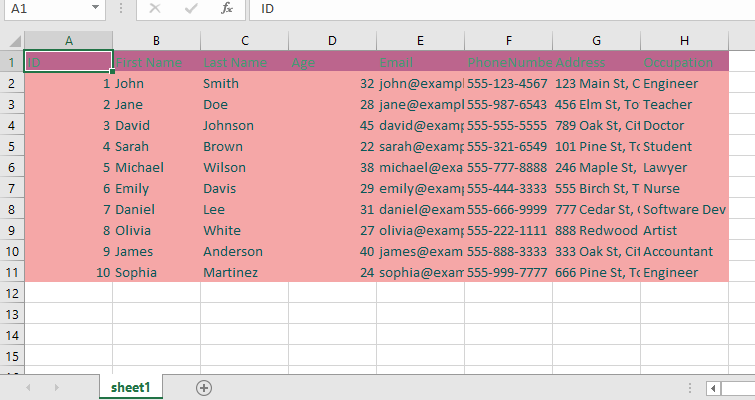 A1 fx ID
A B C D E F G H
1 ID First Name Last Name Age Email PhoneNumbe Address Occupation
2 1 John Smith 32 john@exampl 555-123-4567 123 Main St, C Engineer
3 2 Jane Doe 28 jane@exampl 555-987-6543 456 Elm St, To Teacher
4 3 David Johnson 45 david@examp 555-555-5555 789 Oak St, Cit Doctor
5 4 Sarah Brown 22 sarah@examp 555-321-6549 101 Pine St, To Student
6 5 Michael Wilson 38 michael@exa 555-777-8888 246 Maple St, Lawyer
7 6 Emily Davis 29 emily@examp 555-444-3333 555 Birch St, T Nurse
8 7 Daniel Lee 31 daniel@exam 555-666-9999 777 Cedar St, Software Dev
9 8 Olivia White 27 olivia@examp 555-222-1111 888 Redwood Artist
10 9 James Anderson 40 james@exam 555-888-3333 333 Oak St, Cit Accountant
11 10 Sophia Martinez 24 sophia@exam 555-999-7777 666 Pine St, To Engineer
12
13
14
15
sheet1